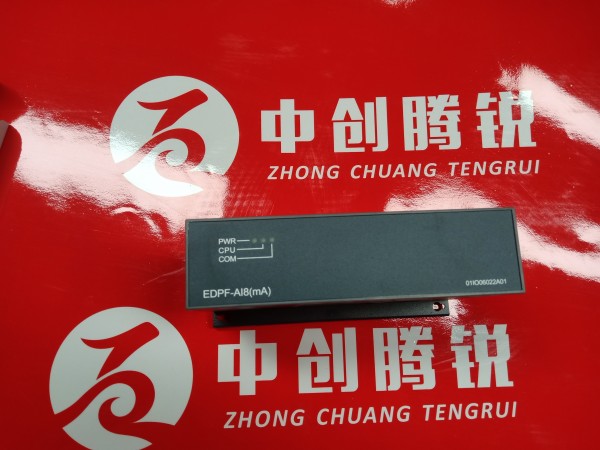 中创腾锐
ZHONG CHUANG TENGRUI
PWR
CPU
COM
EDPF-AI8(mA)
01IO06022A01
中创腾锐
ZHONG CHUANG TENGRUI